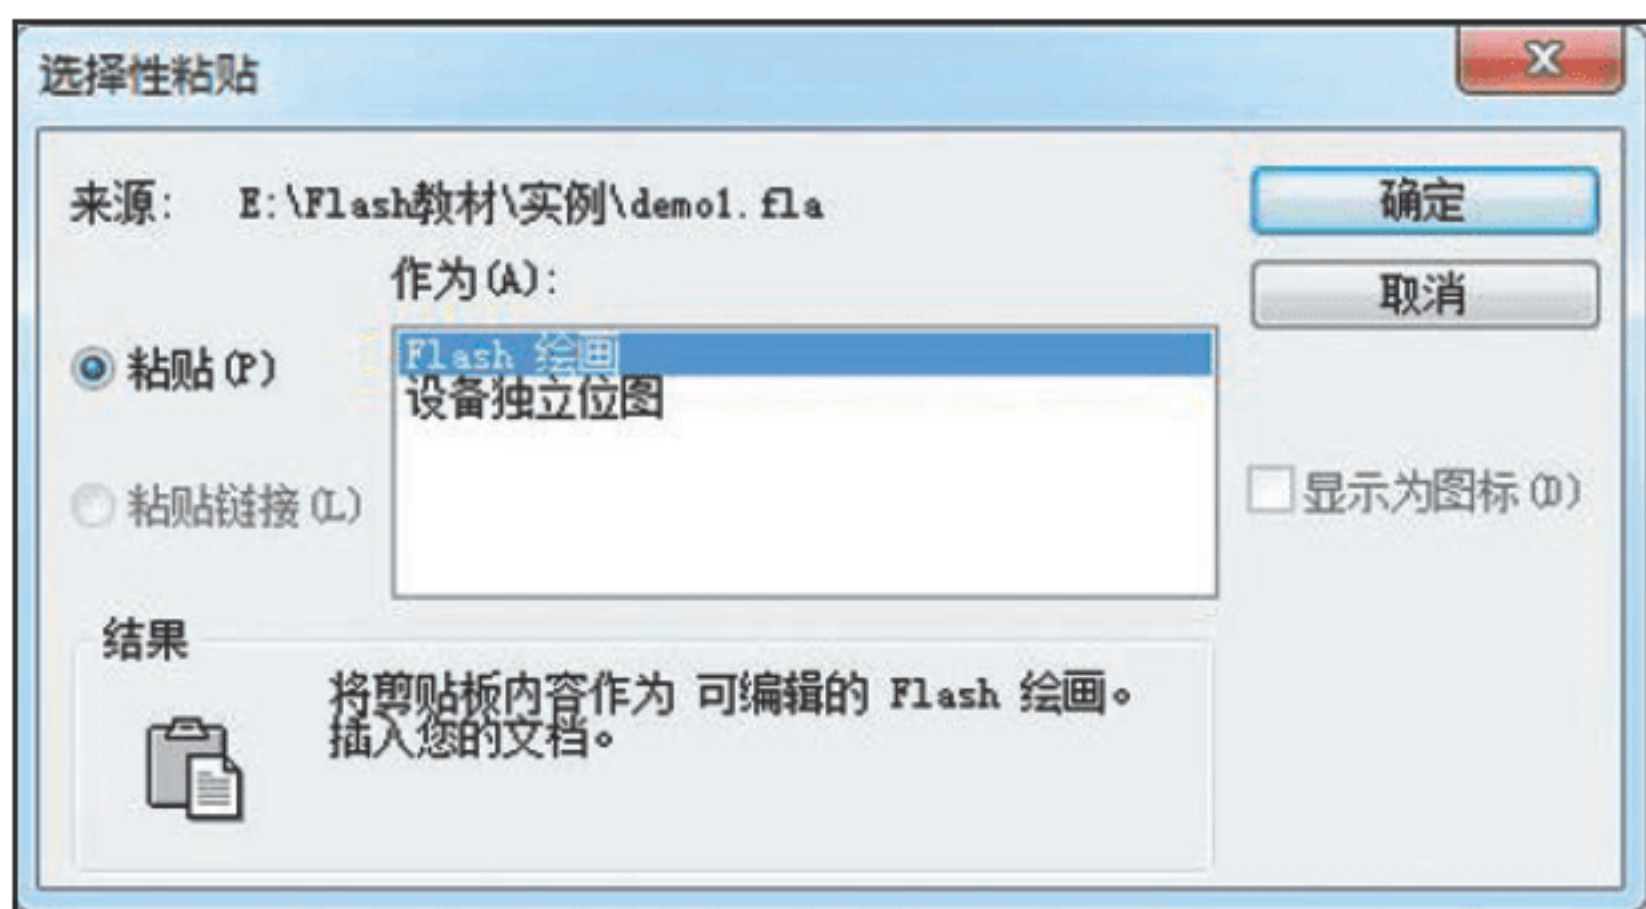 选择性粘贴
来源: E:\Flash教材\实例\demo1.fla
确定
作为(A):
取消
粘贴(P)
Flash 绘画
设备独立位图
粘贴链接(L)
显示为图标(D)
结果
将剪贴板内容作为 可编辑的 Flash 绘画。
插入您的文档。